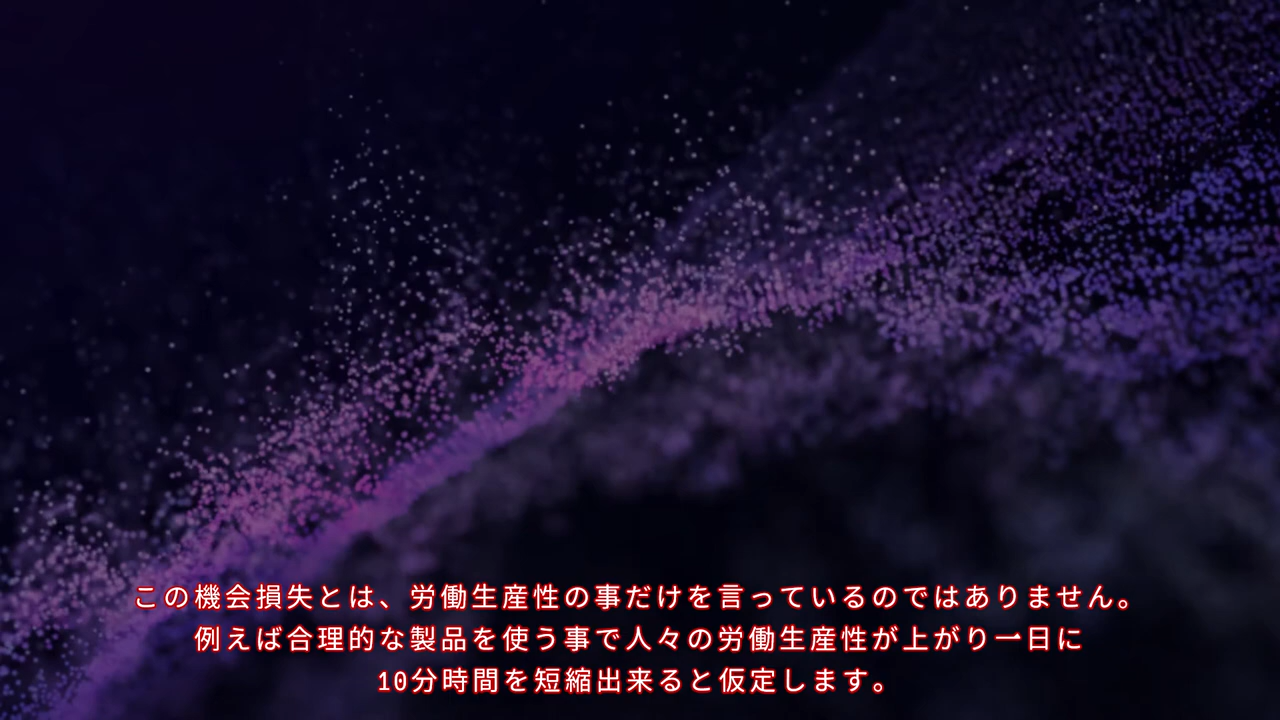 この機会損失とは、労働生産性の事だけを言っているのではありません。
例えば合理的な製品を使う事で人々の労働生産性が上がり一日に
10分時間を短縮出来ると仮定します。